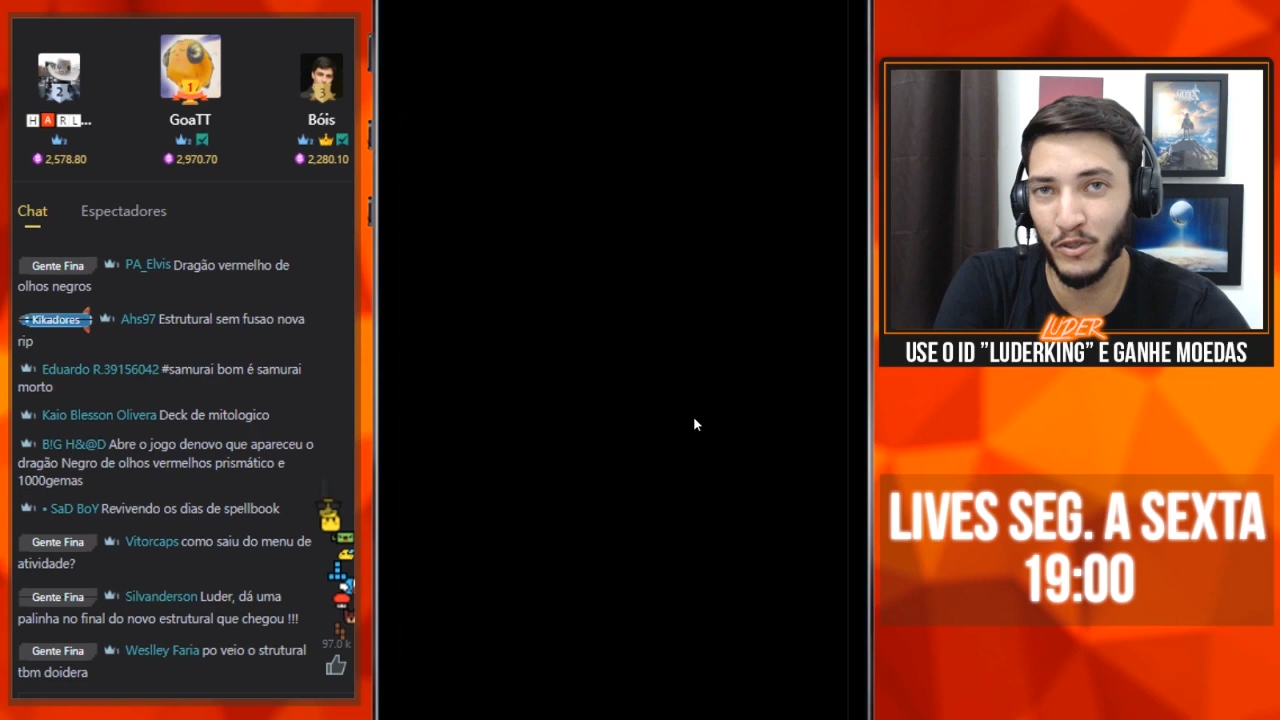 2
1
3
H A R L...
GoaTT
Bóis
2,578.80
2,970.70
2,280.10
Chat
Espectadores
Gente Fina PA_Elvis Dragão vermelho de
olhos negros
Kikadores Ahs97 Estrutural sem fusao nova
rip
Eduardo R.39156042 #samurai bom é samurai
morto
Kaio Blesson Olivera Deck de mitologico
B!G H&@D Abre o jogo denovo que apareceu o
dragão Negro de olhos vermelhos prismático e
1000gemas
• SaD BoY Revivendo os dias de spellbook
Gente Fina Vitorcaps como saiu do menu de
atividade?
Gente Fina Silvanderson Luder, dá uma
palinha no final do novo estrutural que chegou !!!
97.0 k
Gente Fina Weslley Faria po veio o strutural
tbm doidera
LUDER
USE O ID "LUDERKING" E GANHE MOEDAS
LIVES SEG. A SEXTA
19:00